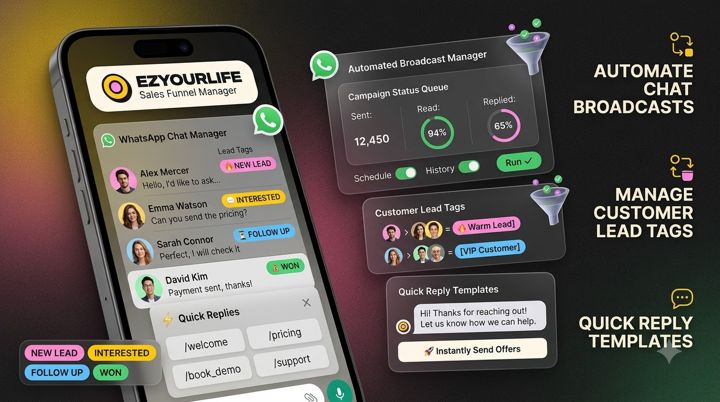 EZYOURLIFE
Sales Funnel Manager
WhatsApp Chat Manager
Lead Tags
Alex Mercer
🔥 NEW LEAD
Hello, I'd like to ask...
Emma Watson
💬 INTERESTED
Can you send the pricing?
Sarah Connor
⏳ FOLLOW UP
Perfect, I will check it
David Kim
WON
Payment sent, thanks!
⚡ Quick Replies
/welcome
/pricing
/book_demo
/support
NEW LEAD
INTERESTED
FOLLOW UP
WON
Automated Broadcast Manager
Campaign Status Queue
Sent:
12,450
Read:
94%
Replied:
65%
Schedule
History
Run ✓
Customer Lead Tags
> = 🔥 Warm Lead]
> = [VIP Customer]
Quick Reply Templates
Hi! Thanks for reaching out!
Let us know how we can help.
🚀 Instantly Send Offers
AUTOMATE
CHAT
BROADCASTS
MANAGE
CUSTOMER
LEAD TAGS
QUICK REPLY
TEMPLATES